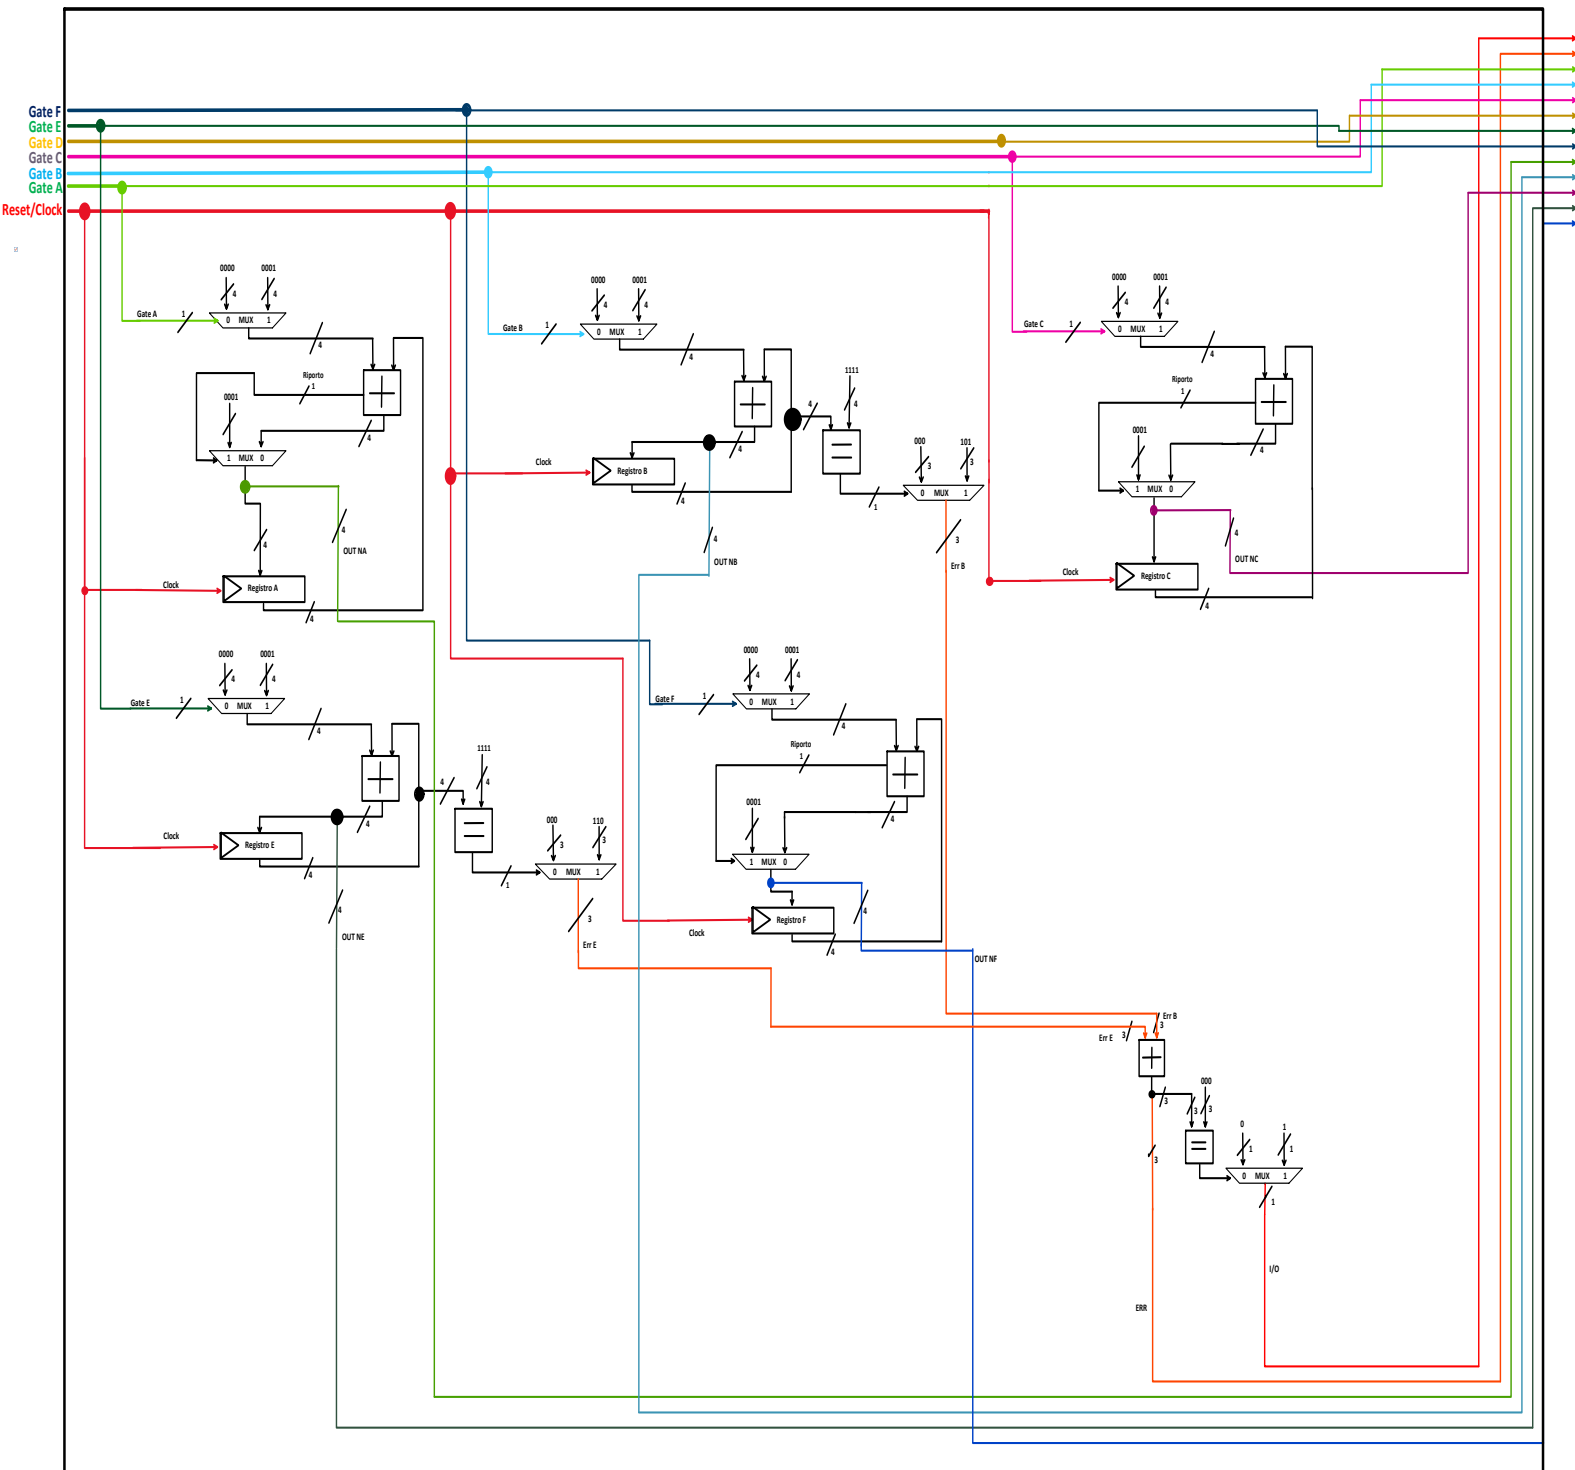 Gate F
Gate E
Gate D
Gate C
Gate B
Gate A
Reset/Clock
0000 0001
4 4
Gate A 1
0 MUX 1
4
Riporto
1
0001
4
1 MUX 0
4
4
OUT NA
Clock
Registro A
4
0000 0001
4 4
Gate B 1
0 MUX 1
4
1111
4 4
4
000 101
3 3
Clock
Registro B
4
0 MUX 1
1
4
3
OUT NB
Err B
0000 0001
4 4
Gate C 1
0 MUX 1
4
Riporto
1
0001
4
1 MUX 0
4
OUT NC
Clock
Registro C
4
0000 0001
4 4
Gate E 1
0 MUX 1
4
1111
4 4
4
000 110
3 3
Clock
Registro E
4
0 MUX 1
1
4
3
OUT NE
Err E
0000 0001
4 4
Gate F 1
0 MUX 1
4
Riporto
1
0001
4
1 MUX 0
4
Registro F
Clock
4
OUT NF
Err B
3
Err E 3
000
3 3 3
0 1
1 1
3
0 MUX 1
1
I/O
ERR